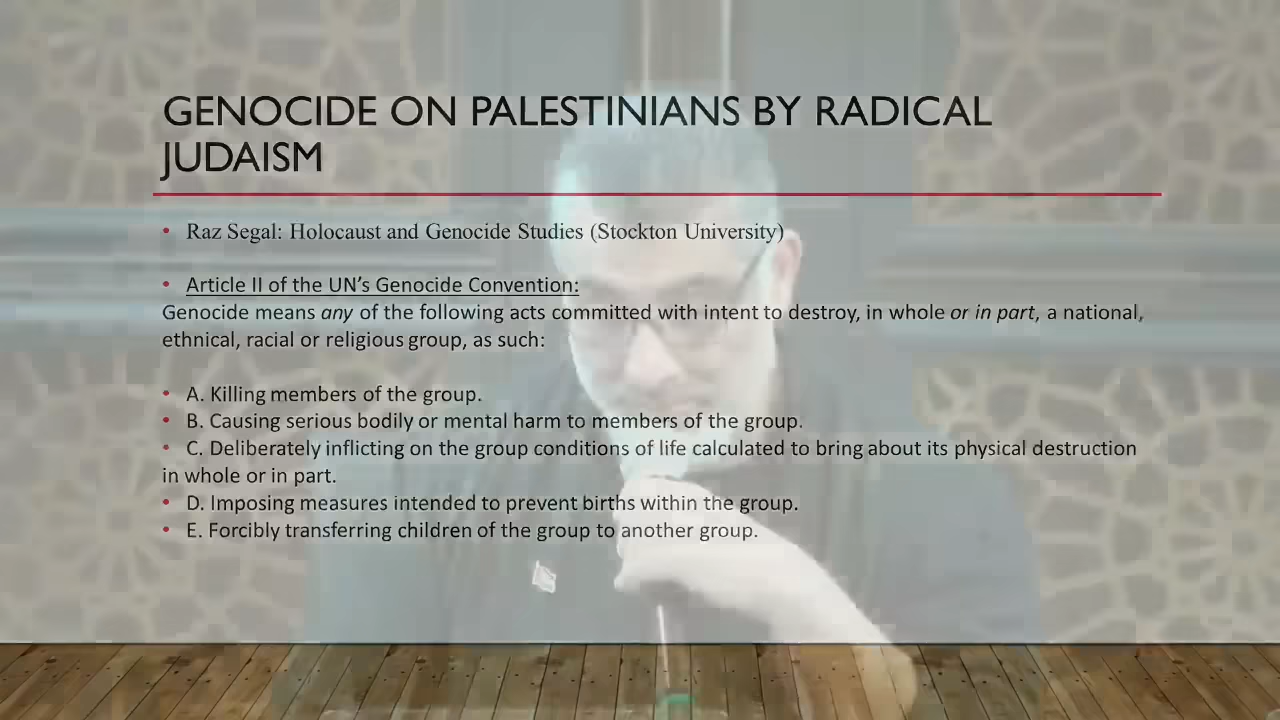 GENOCIDE ON PALESTINIANS BY RADICAL
JUDAISM
• Raz Segal: Holocaust and Genocide Studies (Stockton University)
• Article II of the UN’s Genocide Convention:
Genocide means any of the following acts committed with intent to destroy, in whole or in part, a national,
ethnical, racial or religious group, as such:
• A. Killing members of the group.
• B. Causing serious bodily or mental harm to members of the group.
• C. Deliberately inflicting on the group conditions of life calculated to bring about its physical destruction
in whole or in part.
• D. Imposing measures intended to prevent births within the group.
• E. Forcibly transferring children of the group to another group.